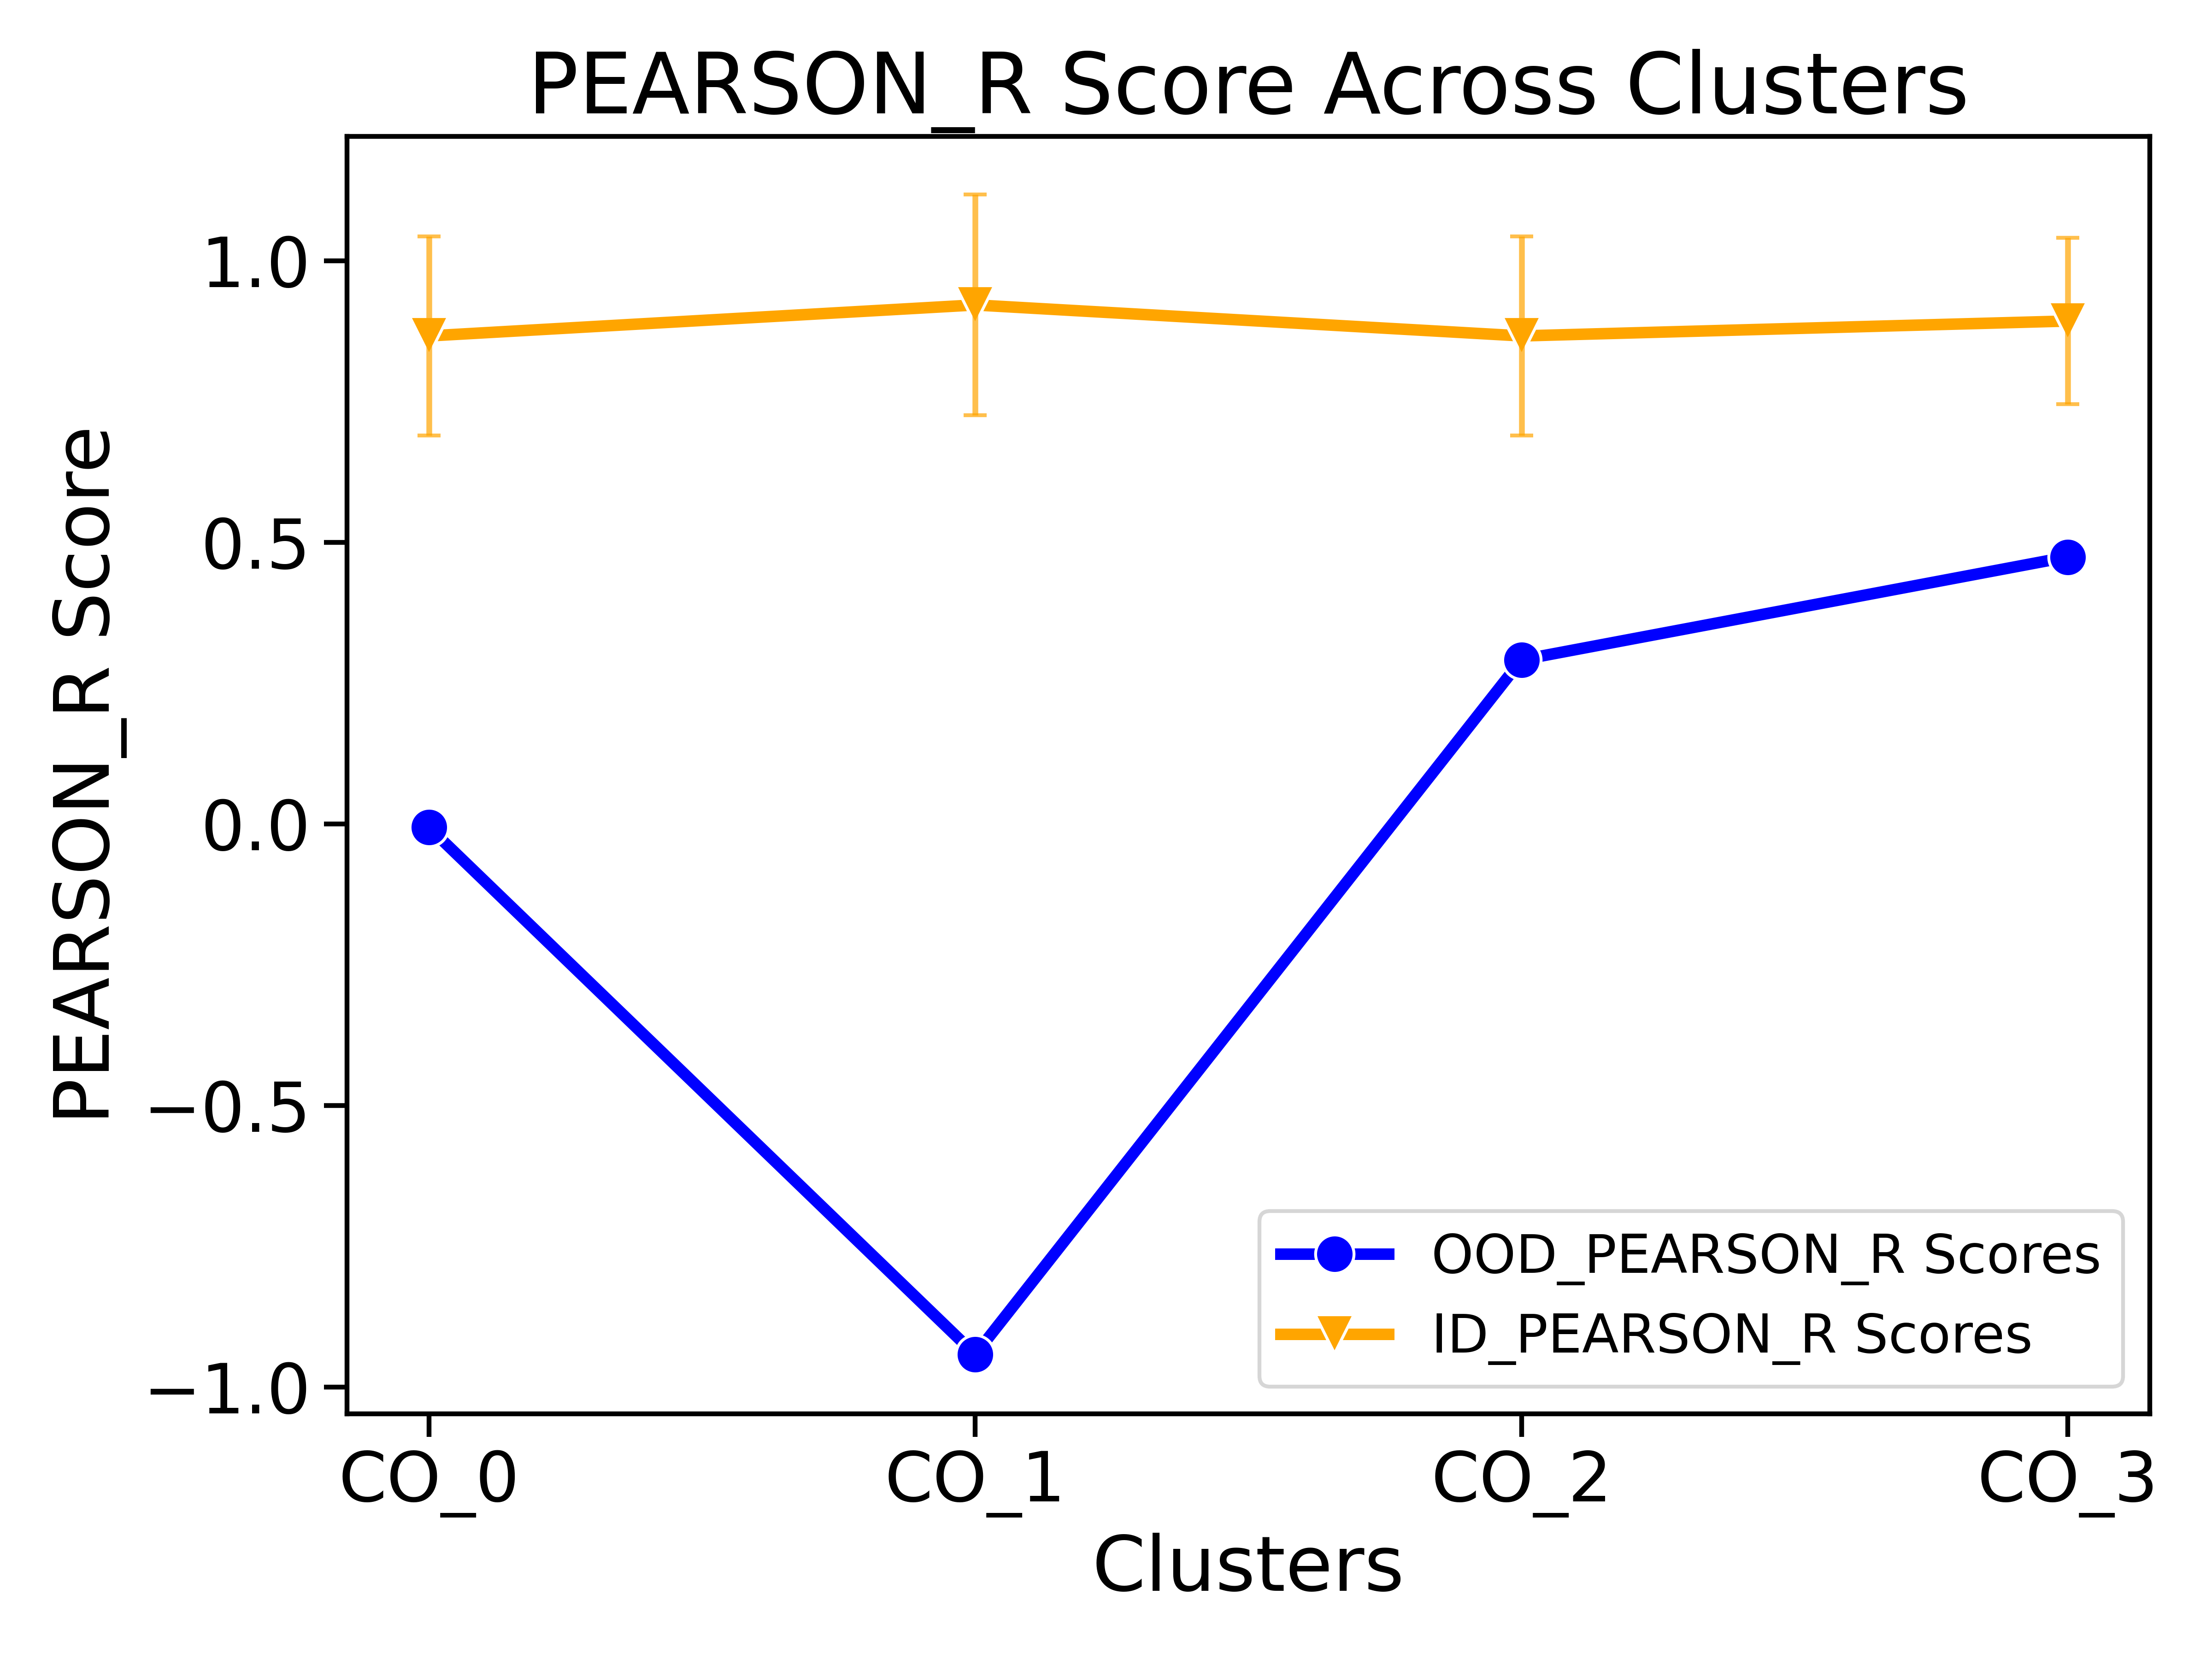 PEARSON_R Score Across Clusters
PEARSON_R Score
1.0
0.5
0.0
−0.5
−1.0
OOD_PEARSON_R Scores
ID_PEARSON_R Scores
CO_0 CO_1 CO_2 CO_3
Clusters